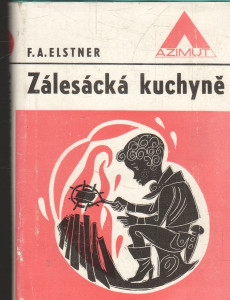 F. A. ELSTNER
AZIMUT
Zálesácká kuchyně